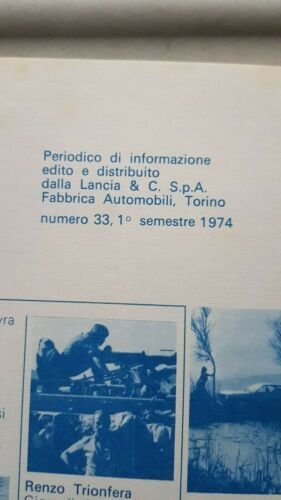 Periodico di informazione
edito e distribuito
dalla Lancia & C. S.p.A.
Fabbrica Automobili, Torino
numero 33, 1° semestre 1974
Renzo Trionfera